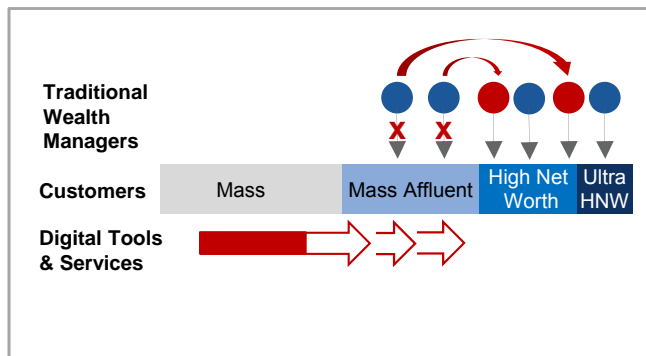 Traditional
Wealth
Managers
X X
Customers
Mass
Mass Affluent
High Net
Worth
Ultra
HNW
Digital Tools
& Services